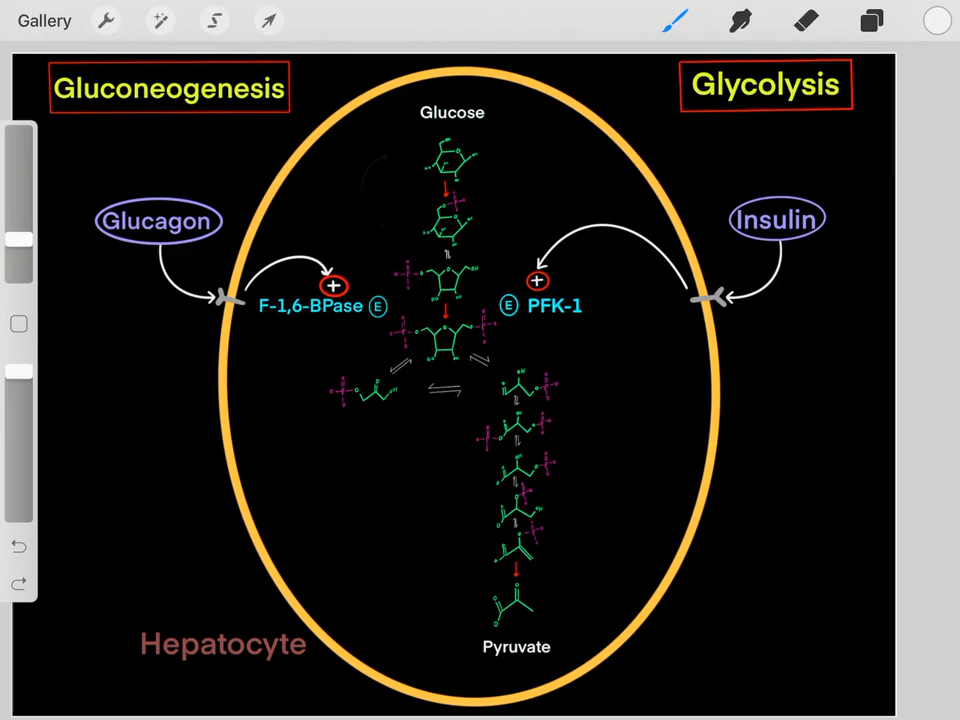 Gallery
Gluconeogenesis
Glycolysis
Glucose
Glucagon
Insulin
+
+
F-1,6-BPase E
E PFK-1
Hepatocyte
Pyruvate